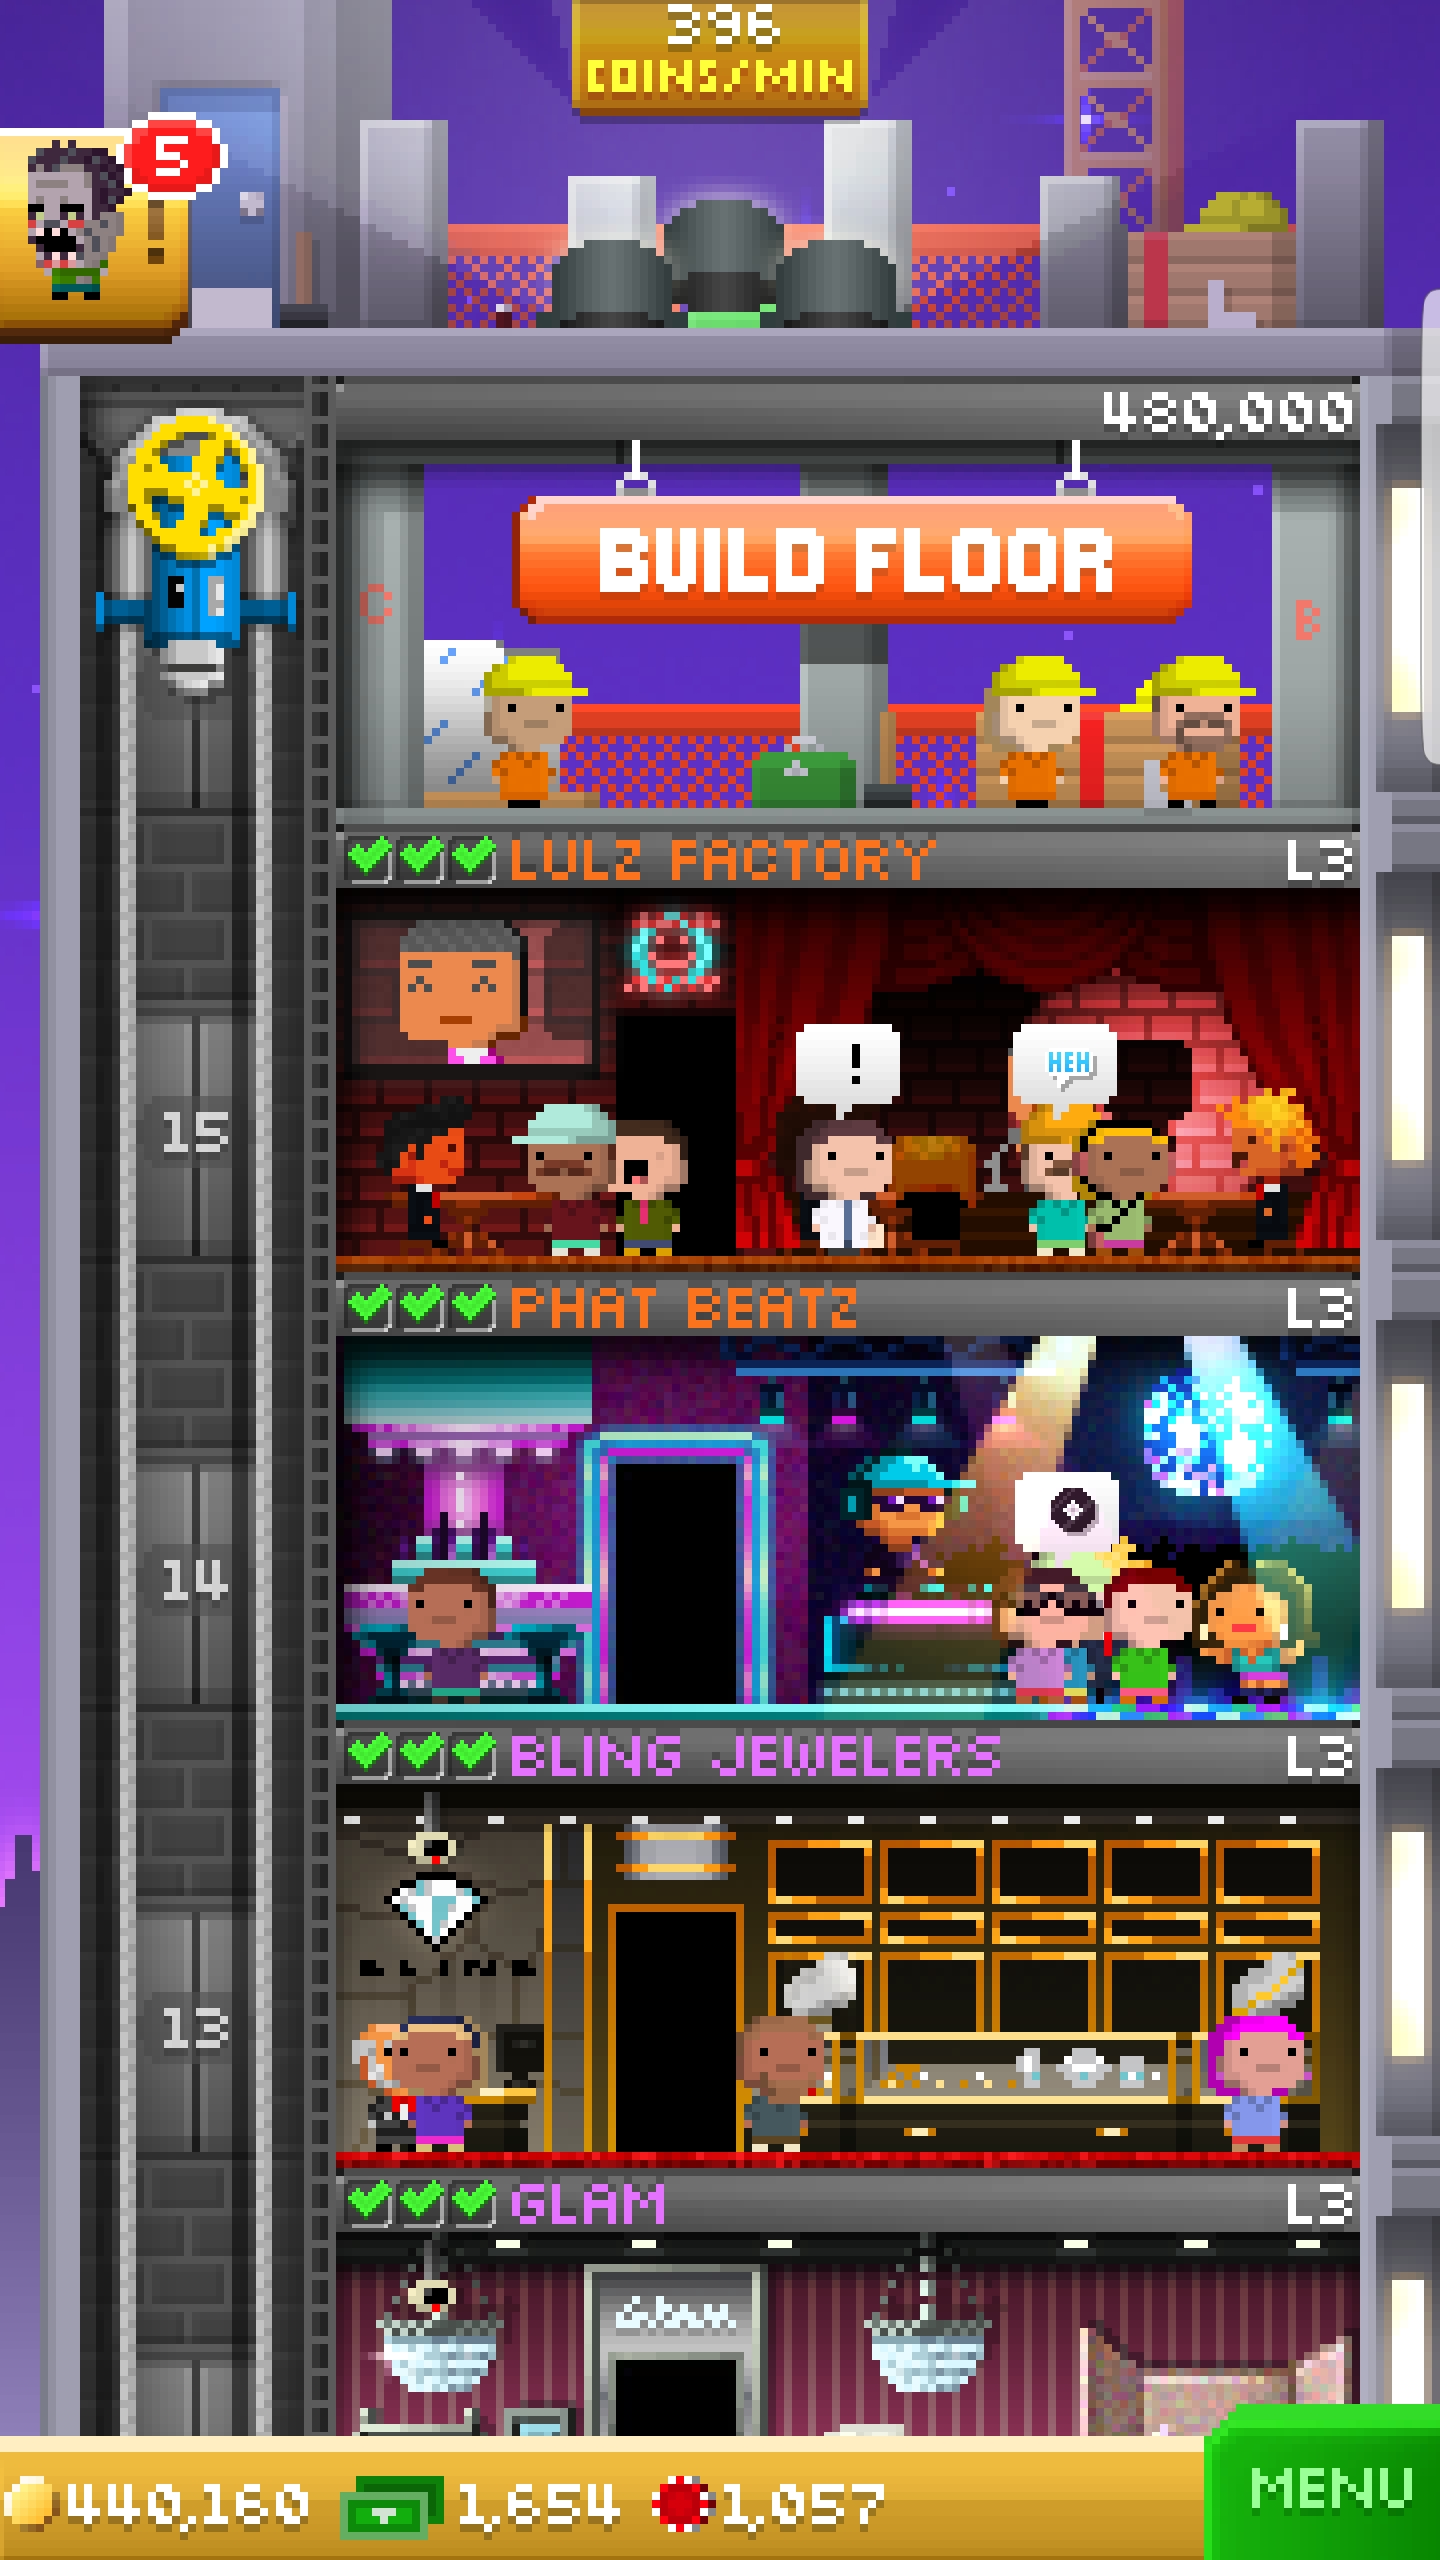 396
COINS/MIN
5
!
480,000
BUILD FLOOR
C
B
LULZ FACTORY L3
!
HEH
15
PHAT BEATZ L3
14
BLING JEWELERS L3
BLING
13
GLAM L3
Glam
440,160 1,654 1,057
MENU